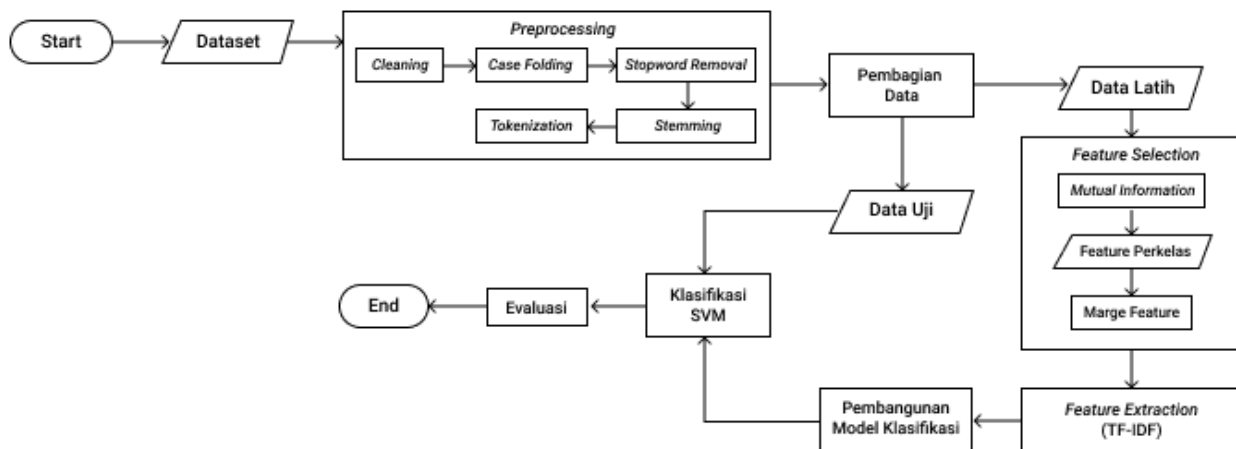 Start
Dataset
Preprocessing
Cleaning
Case Folding
Stopword Removal
Tokenization
Stemming
Pembagian
Data
Data Latih
Feature Selection
Mutual Information
Feature Perkelas
Marge Feature
Data Uji
End
Evaluasi
Klasifikasi
SVM
Pembangunan
Model Klasifikasi
Feature Extraction
(TF-IDF)